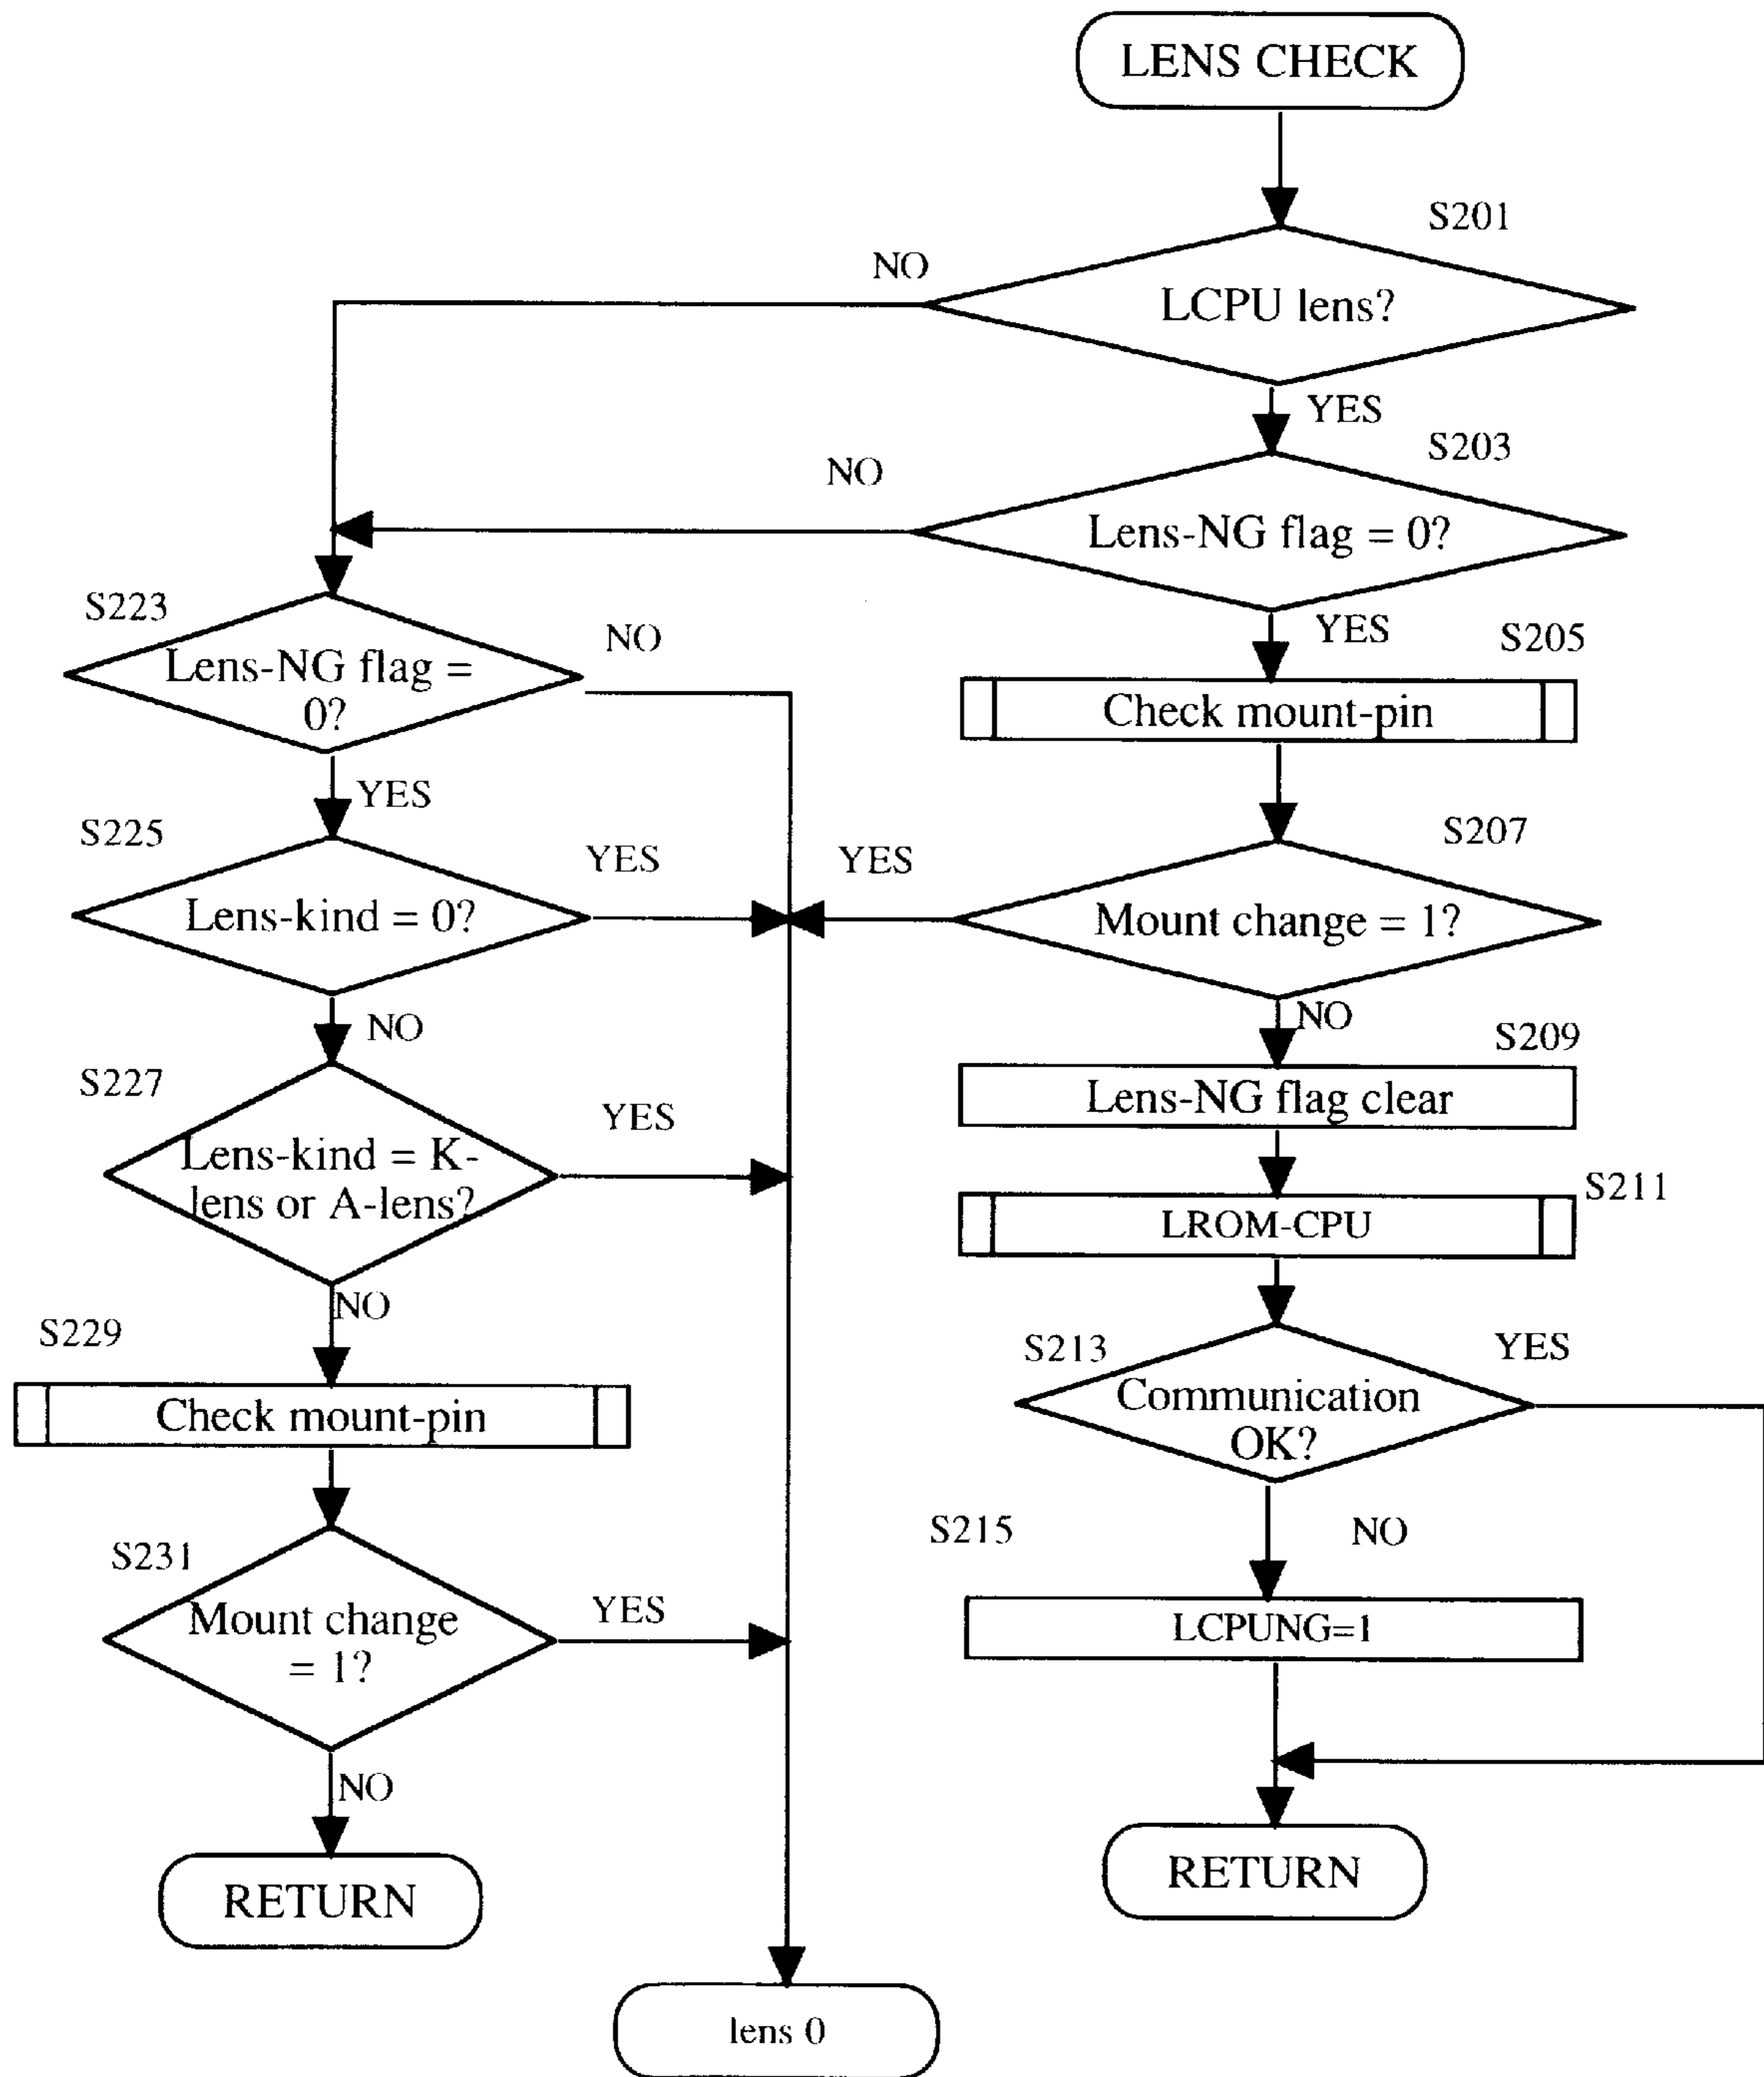 LENS CHECK
S201
NO
LCPU lens?
YES
S203
NO
Lens-NG flag = 0?
YES
S205
Check mount-pin
S207
YES
Mount change = 1?
NO
S209
Lens-NG flag clear
S211
LROM-CPU
S213
YES
Communication
OK?
S215
NO
LCPUNG=1
RETURN
S223
NO
Lens-NG flag =
0?
YES
S225
YES
Lens-kind = 0?
NO
S227
YES
Lens-kind = K-
lens or A-lens?
NO
S229
Check mount-pin
S231
YES
Mount change
= 1?
NO
RETURN
lens 0